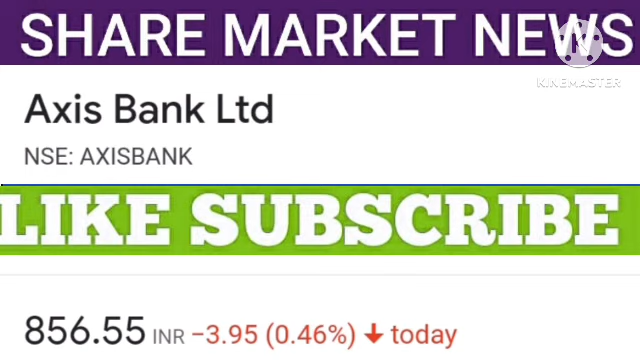 SHARE MARKET NEWS
KINEMASTER
Axis Bank Ltd
NSE: AXISBANK
LIKE SUBSCRIBE
856.55 INR −3.95 (0.46%) ↓ today